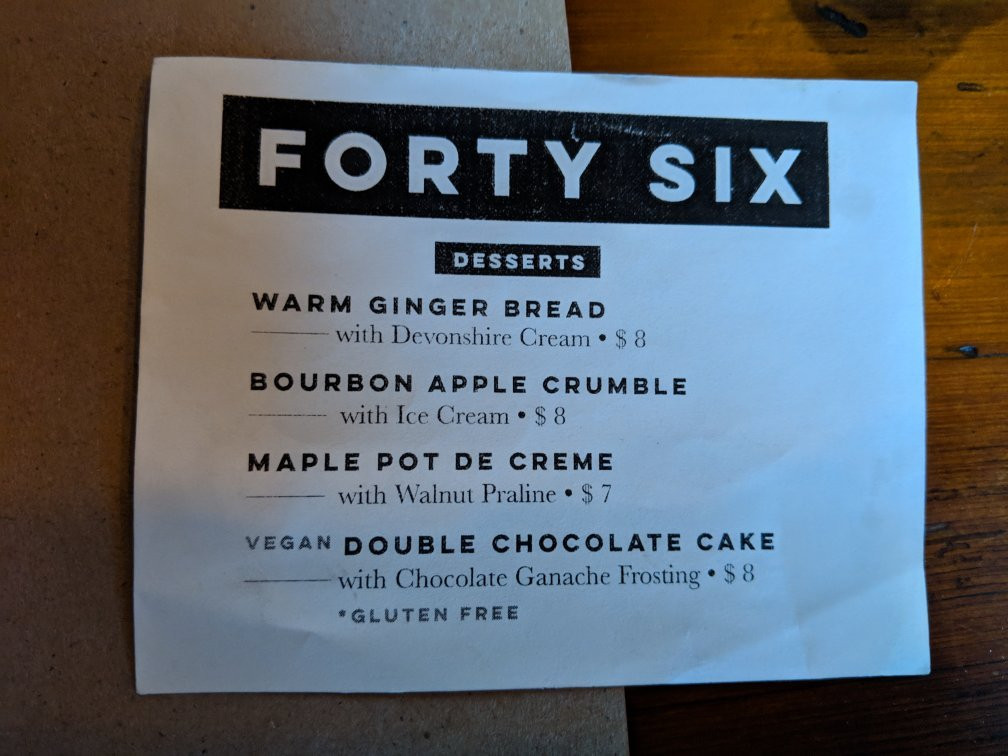 FORTY SIX
DESSERTS
WARM GINGER BREAD
with Devonshire Cream • $ 8
BOURBON APPLE CRUMBLE
with Ice Cream • $ 8
MAPLE POT DE CREME
with Walnut Praline • $ 7
VEGAN DOUBLE CHOCOLATE CAKE
with Chocolate Ganache Frosting • $ 8
*GLUTEN FREE